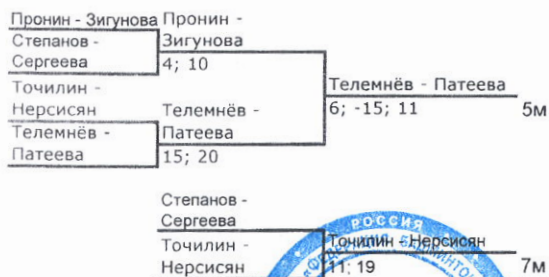 Пронин - Зигунова
Пронин -
Зигунова
Степанов -
Сергеева
4; 10
Точилин -
Нерсисян
Телемнёв - Патеева
6; -15; 11
5м
Телемнёв -
Патеева
Телемнёв -
Патеева
15; 20
Степанов -
Сергеева
Точилин -
Нерсисян
Точилин - Нерсисян
11; 19
7м
РОССИЯ